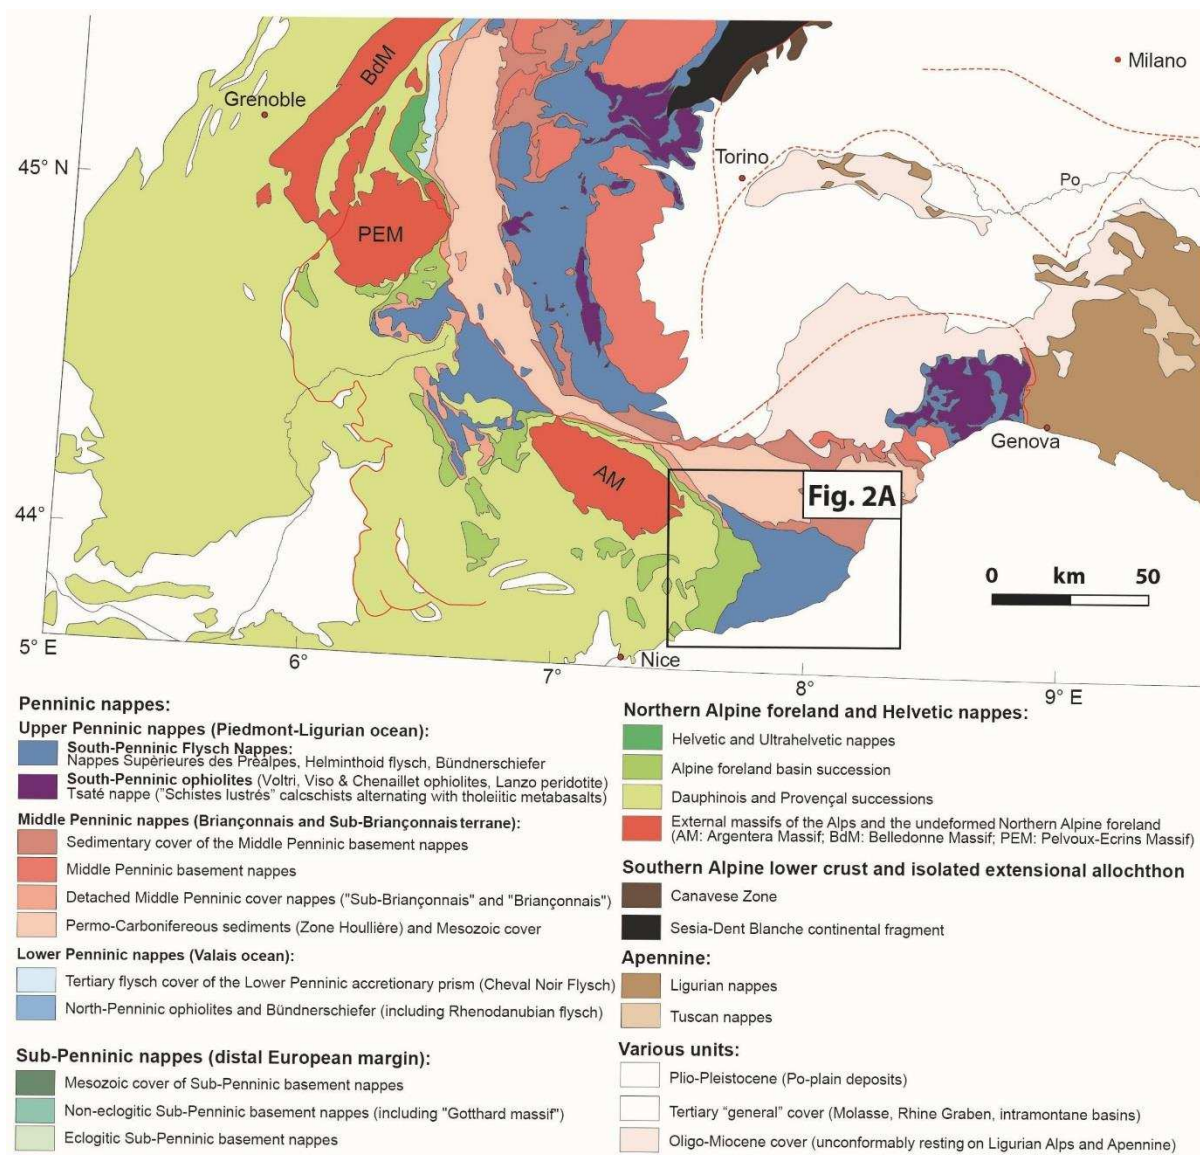 BdM
Milano
Grenoble
45° N
Torino
Po
PEM
Genova
AM
Fig. 2A
44°
0 km 50
5° E
6°
7°
Nice
8°
9° E
Penninic nappes:
Upper Penninic nappes (Piedmont-Ligurian ocean):
South-Penninic Flysch Nappes:
Nappes Supérieures des Préalpes, Helminthoid flysch, Bündnerschiefer
South-Penninic ophiolites (Voltri, Viso & Chenaillet ophiolites, Lanzo peridotite)
Tsaté nappe ("Schistes lustrés" calcschists alternating with tholeiitic metabasalts)
Middle Penninic nappes (Briançonnais and Sub-Briançonnais terrane):
Sedimentary cover of the Middle Penninic basement nappes
Middle Penninic basement nappes
Detached Middle Penninic cover nappes ("Sub-Briançonnais" and "Briançonnais")
Permo-Carbonifereous sediments (Zone Houllière) and Mesozoic cover
Lower Penninic nappes (Valais ocean):
Tertiary flysch cover of the Lower Penninic accretionary prism (Cheval Noir Flysch)
North-Penninic ophiolites and Bündnerschiefer (including Rhenodanubian flysch)
Sub-Penninic nappes (distal European margin):
Mesozoic cover of Sub-Penninic basement nappes
Non-eclogitic Sub-Penninic basement nappes (including "Gotthard massif")
Eclogitic Sub-Penninic basement nappes
Northern Alpine foreland and Helvetic nappes:
Helvetic and Ultrahelvetic nappes
Alpine foreland basin succession
Dauphinois and Provençal successions
External massifs of the Alps and the undeformed Northern Alpine foreland
(AM: Argentera Massif; BdM: Belledonne Massif; PEM: Pelvoux-Ecrins Massif)
Southern Alpine lower crust and isolated extensional allochthon
Canavese Zone
Sesia-Dent Blanche continental fragment
Apennine:
Ligurian nappes
Tuscan nappes
Various units:
Plio-Pleistocene (Po-plain deposits)
Tertiary "general" cover (Molasse, Rhine Graben, intramontane basins)
Oligo-Miocene cover (unconformably resting on Ligurian Alps and Apennine)